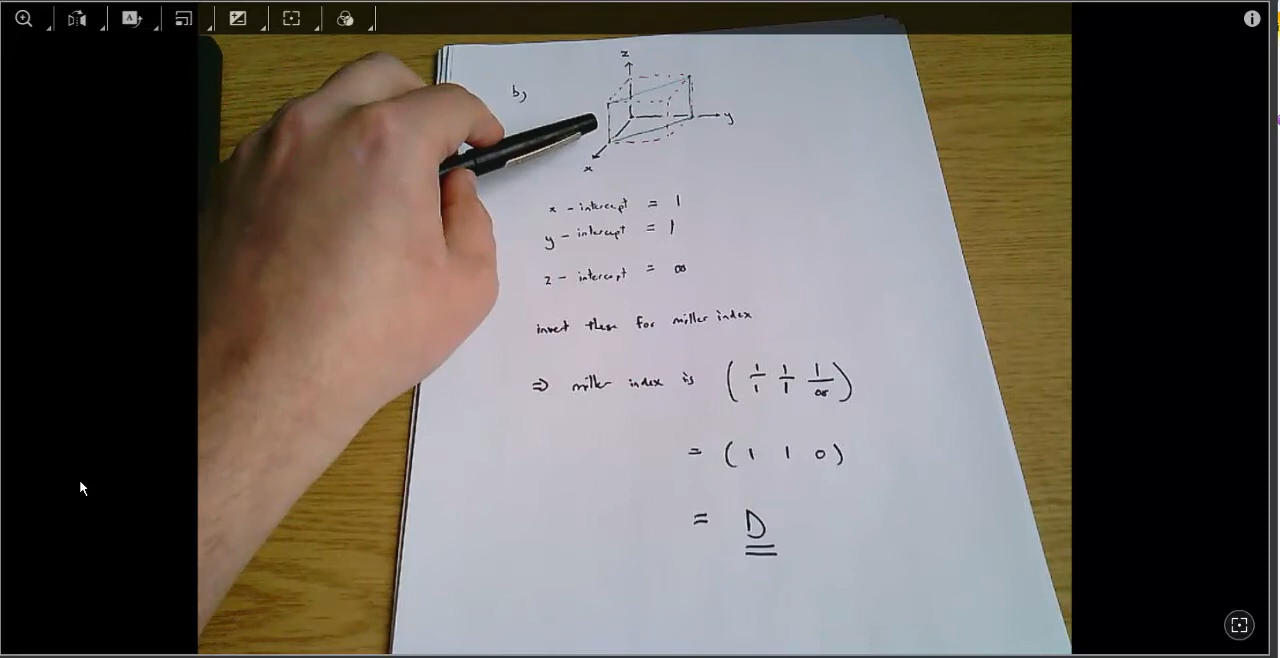 b)
z
y
x
x - intercept = 1
y - intercept = 1
z - intercept = ∞
invert these for miller index
⇒ miller index is ( 1/1 1/1 1/∞ )
= ( 1 1 0 )
= D